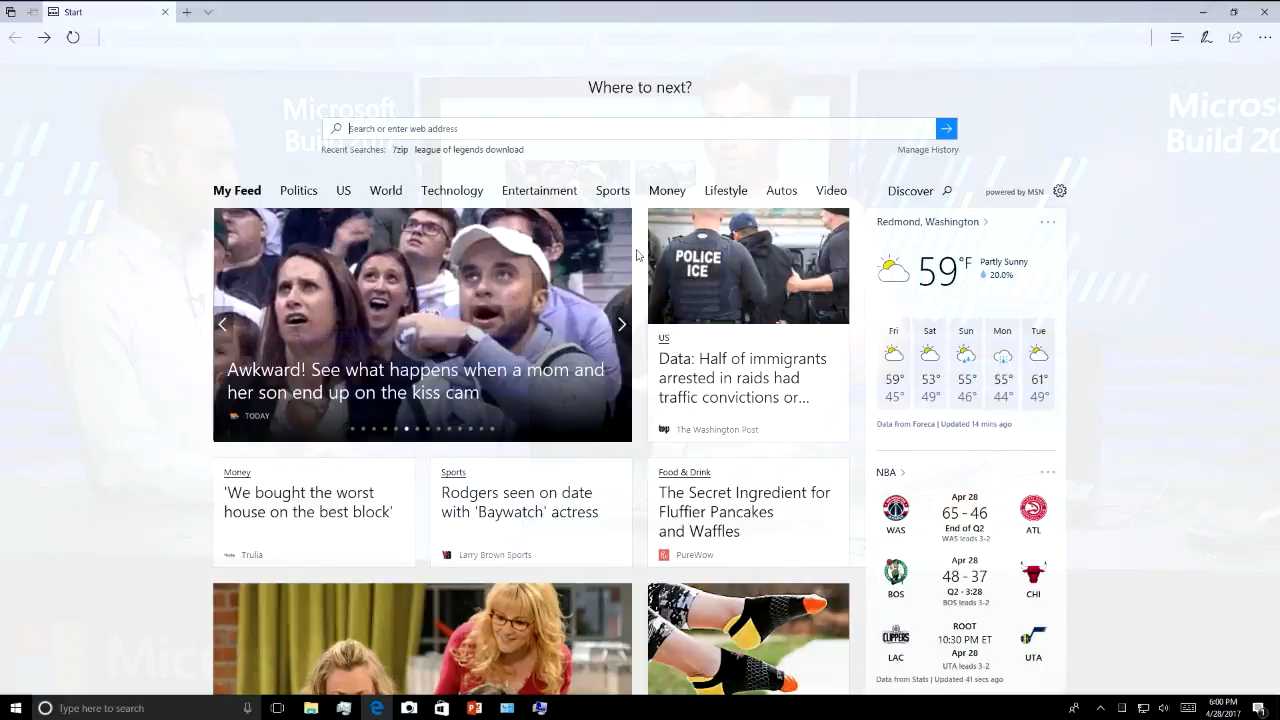 Start
Where to next?
Microsoft
Build 20
Micros
Build 20
Search or enter web address
Recent Searches: 7zip league of legends download
Manage History
My Feed Politics US World Technology Entertainment Sports Money Lifestyle Autos Video Discover
powered by MSN
Awkward! See what happens when a mom and
her son end up on the kiss cam
TODAY
POLICE
ICE
US
Data: Half of immigrants
arrested in raids had
traffic convictions or...
wp The Washington Post
Redmond, Washington
59°F
Partly Sunny
20.0%
Fri Sat Sun Mon Tue
59° 53° 55° 55° 61°
45° 49° 46° 44° 49°
Data from Foreca | Updated 14 mins ago
Money
'We bought the worst
house on the best block'
Trulia
Sports
Rodgers seen on date
with 'Baywatch' actress
Larry Brown Sports
Food & Drink
The Secret Ingredient for
Fluffier Pancakes
and Waffles
PureWow
NBA
Apr 28
65 - 46
End of Q2
WAS leads 3-2
WAS ATL
Apr 28
48 - 37
Q2 · 3:28
BOS leads 3-2
BOS CHI
ROOT
10:30 PM ET
Apr 28
UTA leads 3-2
CLIPPERS
LAC UTA
Data from Stats | Updated 41 secs ago
Type here to search
6:00 PM
4/28/2017